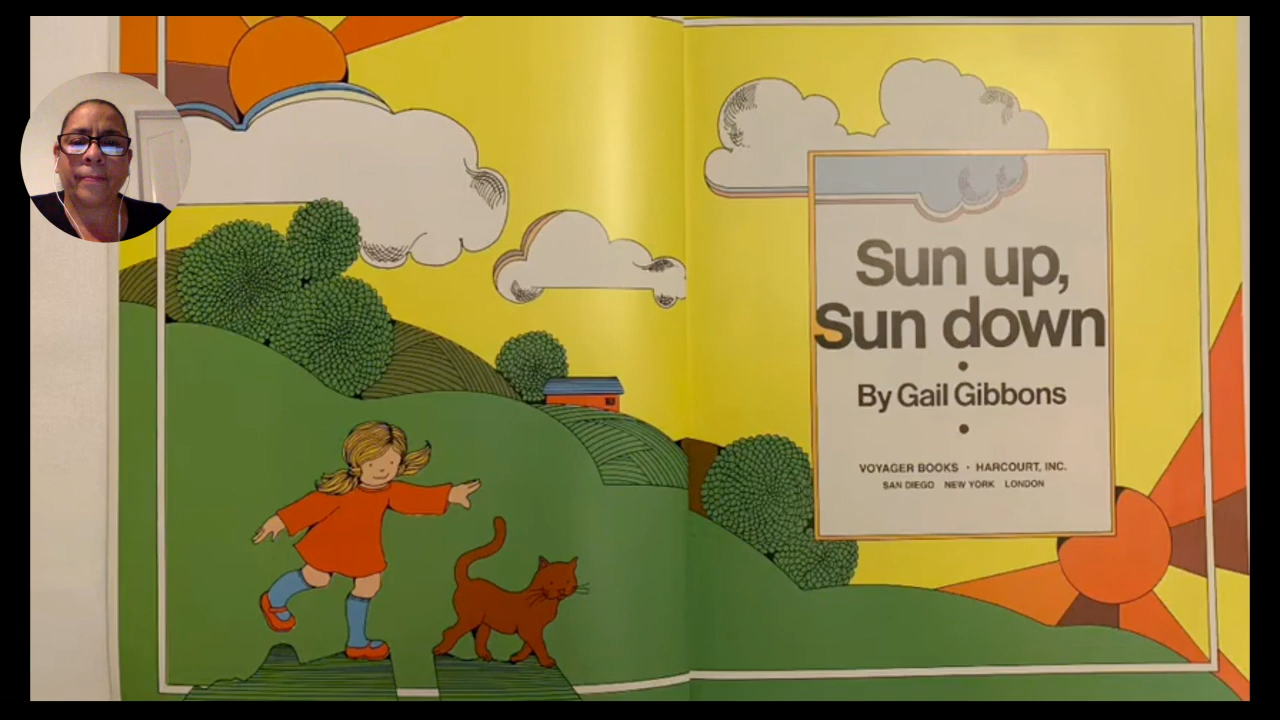 Sun up,
Sun down
•
By Gail Gibbons
•
VOYAGER BOOKS • HARCOURT, INC.
SAN DIEGO NEW YORK LONDON